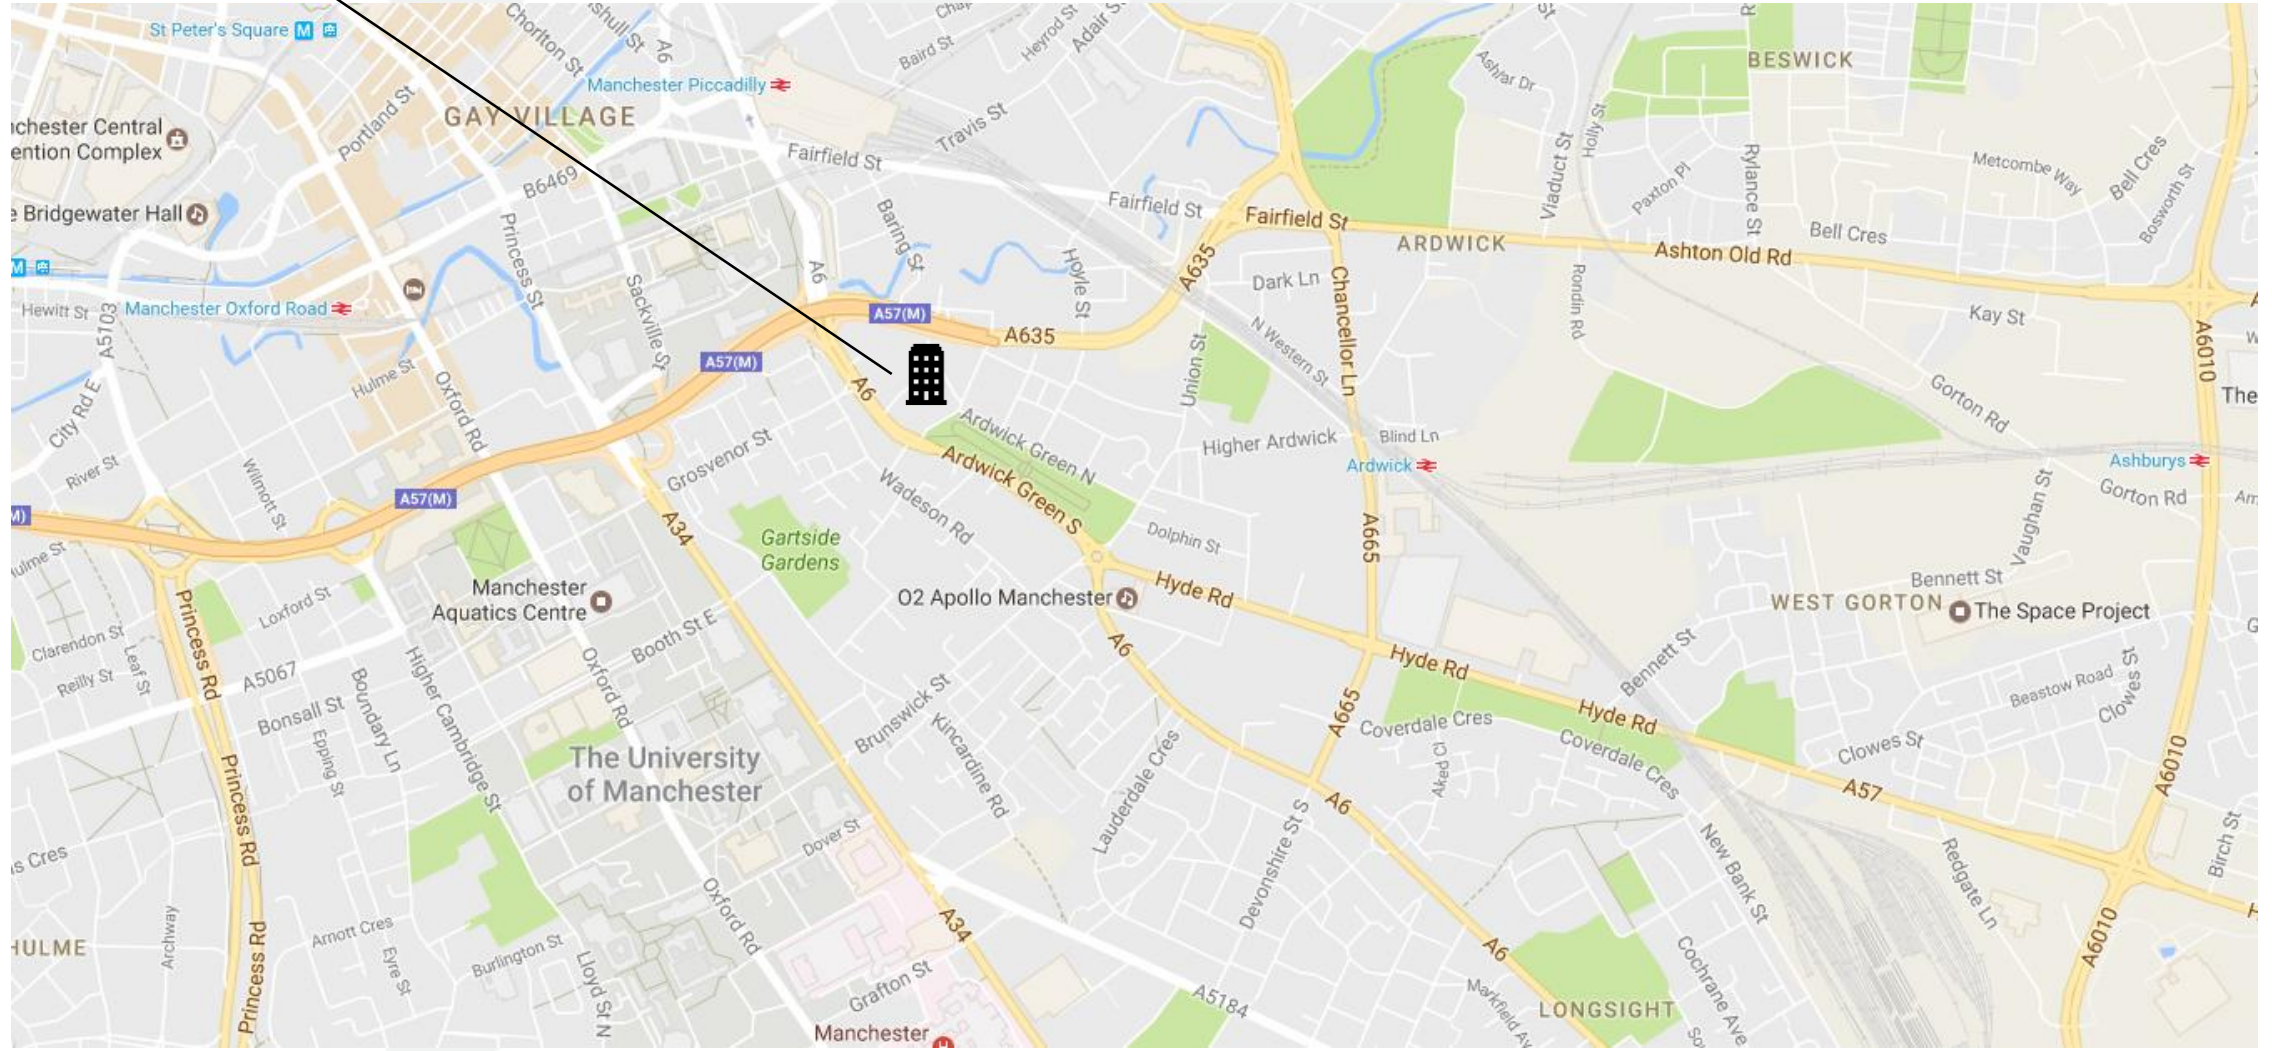 St Peter's Square
Chorlton St
A6
Baird St
Heyrod St
Adair St
BESWICK
Ashlar Dr
Manchester Piccadilly
GAY VILLAGE
Portland St
Travis St
Fairfield St
B6469
Viaduct St
Holly St
Paxton Pl
Rylance St
Metcombe Way
Bell Cres
Bosworth St
Bell Cres
Bridgewater Hall
Princess St
Sackville St
A6
Baring St
Hoyle St
Fairfield St
Fairfield St
ARDWICK
Ashton Old Rd
A635
Dark Ln
Chancellor Ln
Rondin Rd
Hewitt St
A5103
Manchester Oxford Road
A57(M)
A635
Kay St
A6010
Hulme St
Oxford Rd
A57(M)
A6
Union St
N Western St
Gorton Rd
The
City Rd E
River St
Wilmott St
A57(M)
Grosvenor St
Ardwick Green N
Ardwick Green S
Higher Ardwick
Blind Ln
Ardwick
Ashburys
Gorton Rd
Vaughan St
Wadeson Rd
A34
Gartside
Gardens
Dolphin St
A665
Bennett St
WEST GORTON
The Space Project
Manchester
Aquatics Centre
O2 Apollo Manchester
Hyde Rd
Princess Rd
Loxford St
Clarendon St
Leaf St
Reilly St
A5067
Booth St E
A6
Hyde Rd
Bennett St
Beastow Road
Clowes St
Bonsall St
Boundary Ln
Higher Cambridge St
Oxford Rd
Brunswick St
Kincardine Rd
A665
Coverdale Cres
Hyde Rd
Coverdale Cres
Clowes St
Epping St
Princess Rd
The University
of Manchester
Lauderdale Cres
Aked Cl
A57
A6010
Dover St
A6
Devonshire St S
New Bank St
Redgate Ln
Birch St
Archway
Arnott Cres
Eyre St
Burlington St
Lloyd St N
Oxford Rd
A34
A6
A6010
Princess Rd
Grafton St
A5184
Cochrane Ave
LONGSIGHT
Manchester